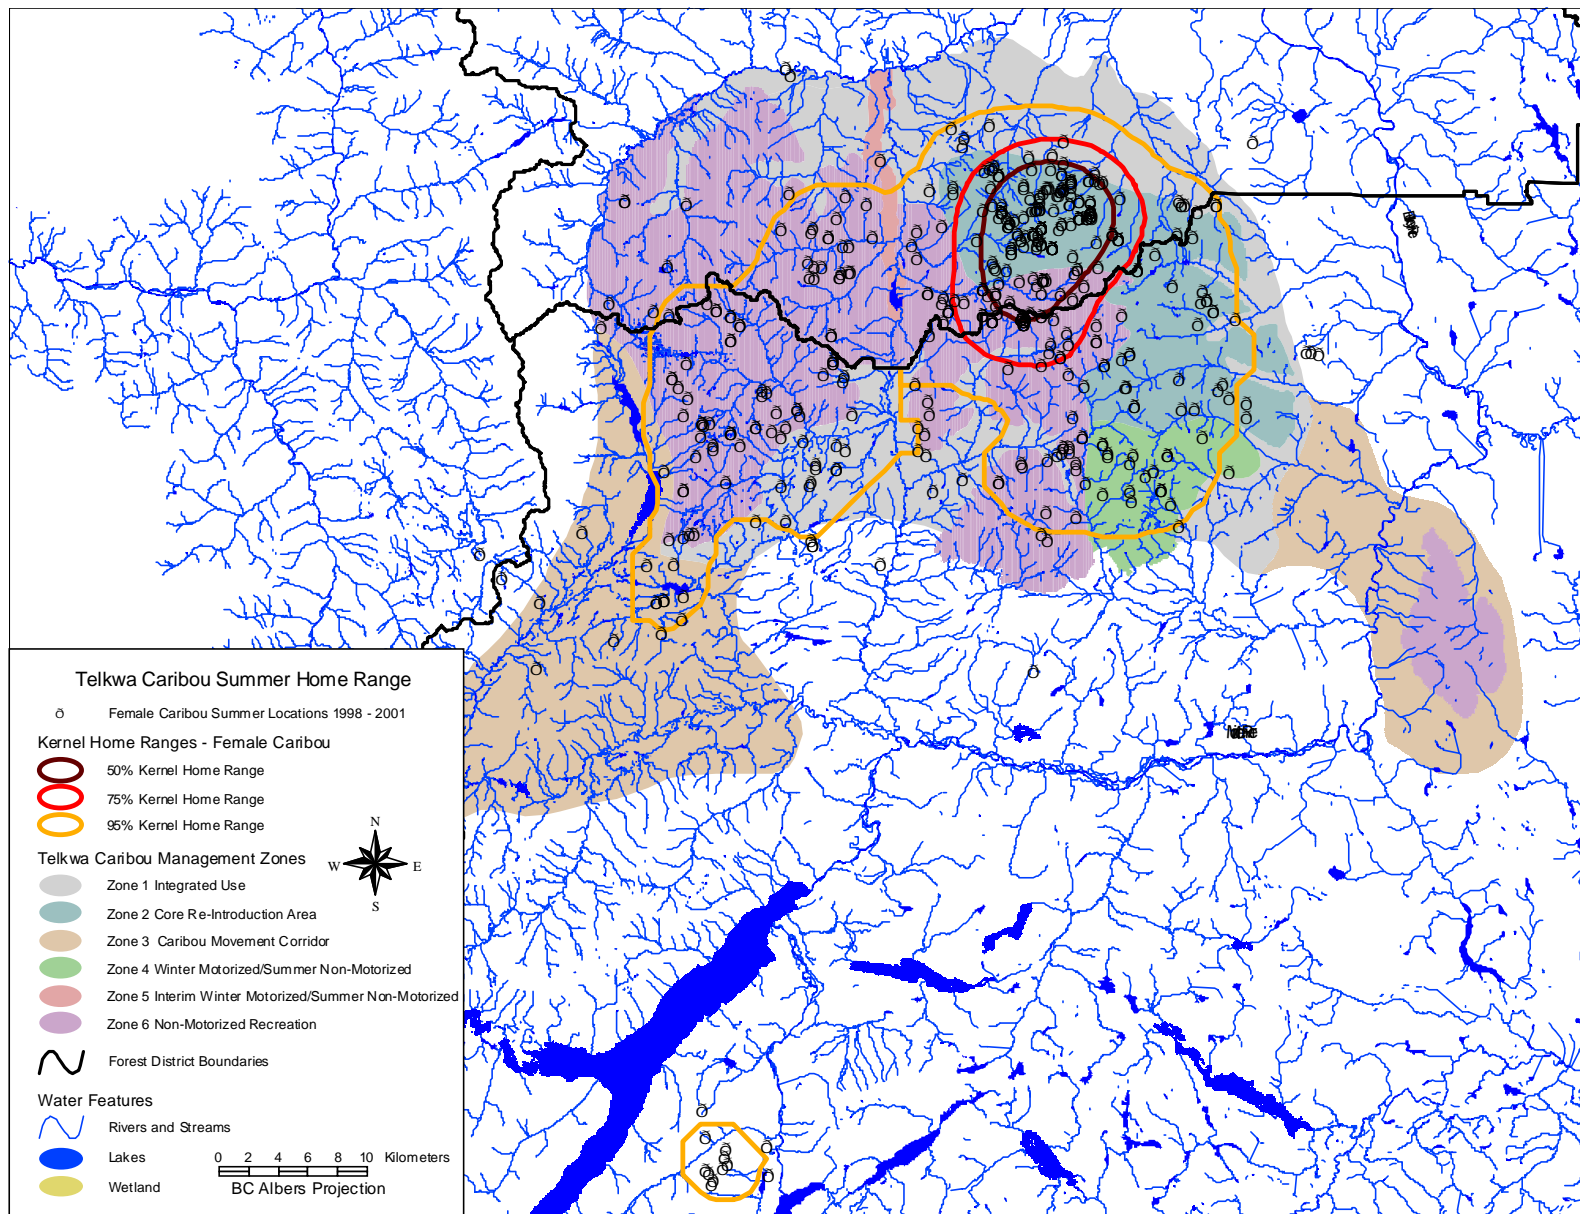 Telkwa Caribou Summer Home Range
ð Female Caribou Summer Locations 1998 - 2001
Kernel Home Ranges - Female Caribou
50% Kernel Home Range
75% Kernel Home Range
95% Kernel Home Range
Telkwa Caribou Management Zones
N
W E
S
Zone 1 Integrated Use
Zone 2 Core Re-Introduction Area
Zone 3 Caribou Movement Corridor
Zone 4 Winter Motorized/Summer Non-Motorized
Zone 5 Interim Winter Motorized/Summer Non-Motorized
Zone 6 Non-Motorized Recreation
Forest District Boundaries
Water Features
Rivers and Streams
Lakes
Wetland
0 2 4 6 8 10 Kilometers
BC Albers Projection